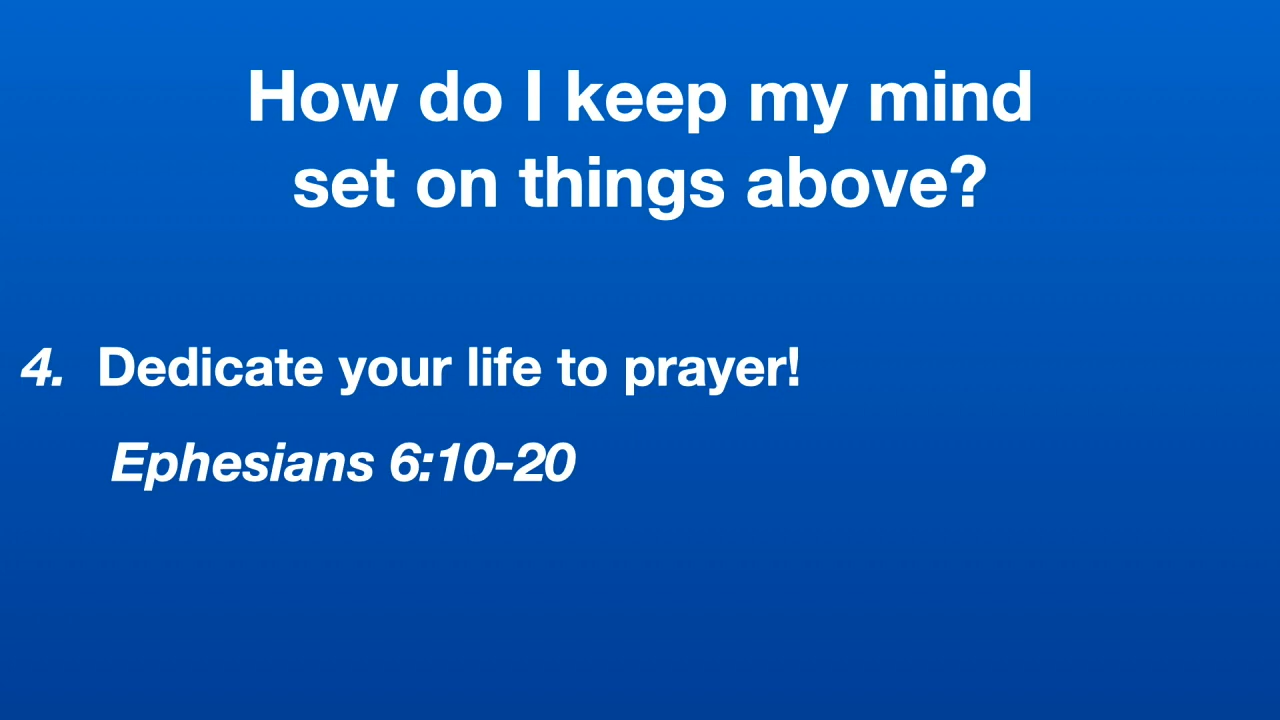 How do I keep my mind
set on things above?
4. Dedicate your life to prayer!
Ephesians 6:10-20